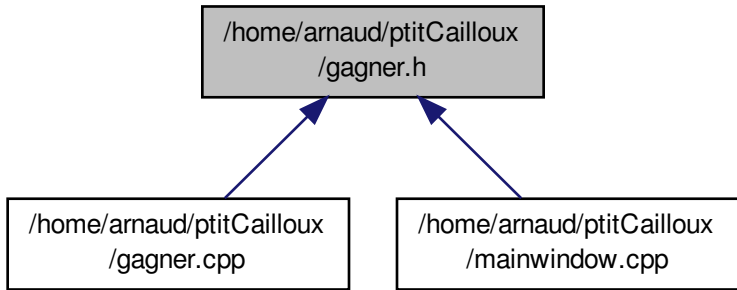 /home/arnaud/ptitCailloux
/gagner.h
/home/arnaud/ptitCailloux
/gagner.cpp
/home/arnaud/ptitCailloux
/mainwindow.cpp